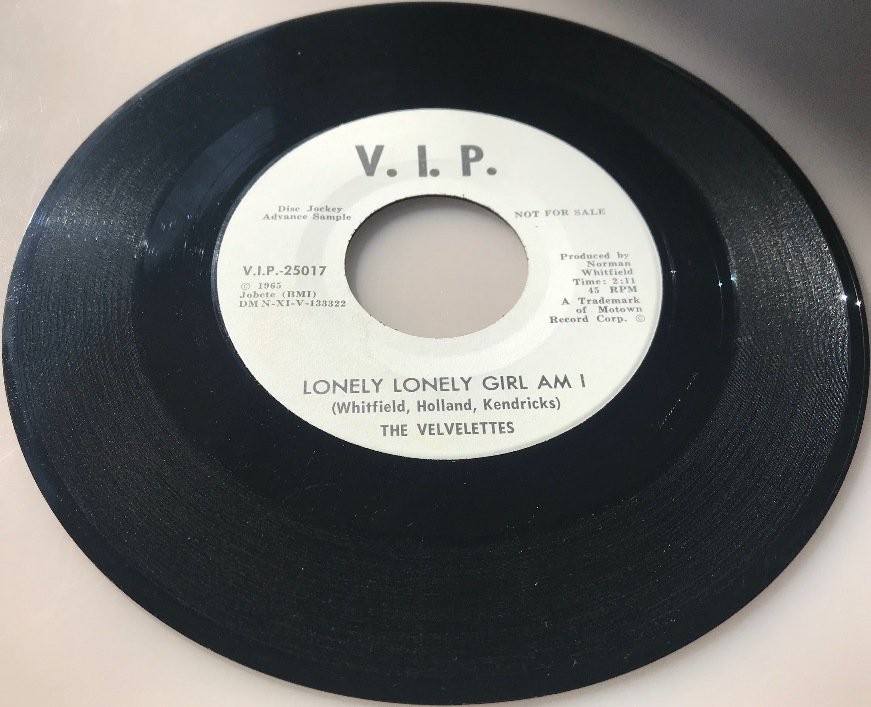 V. I. P.
Disc Jockey
Advance Sample
NOT FOR SALE
V.I.P.-25017
© 1965
Jobete (BMI)
DM N-XI-V-133322
Produced by
Norman
Whitfield
Time: 2:11
45 RPM
A Trademark
of Motown
Record Corp. ©
LONELY LONELY GIRL AM I
(Whitfield, Holland, Kendricks)
THE VELVELETTES